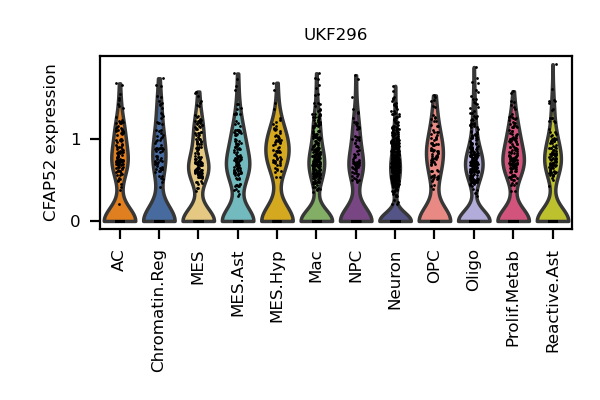 UKF296
CFAP52 expression
1
0
AC
Chromatin.Reg
MES
MES.Ast
MES.Hyp
Mac
NPC
Neuron
OPC
Oligo
Prolif.Metab
Reactive.Ast